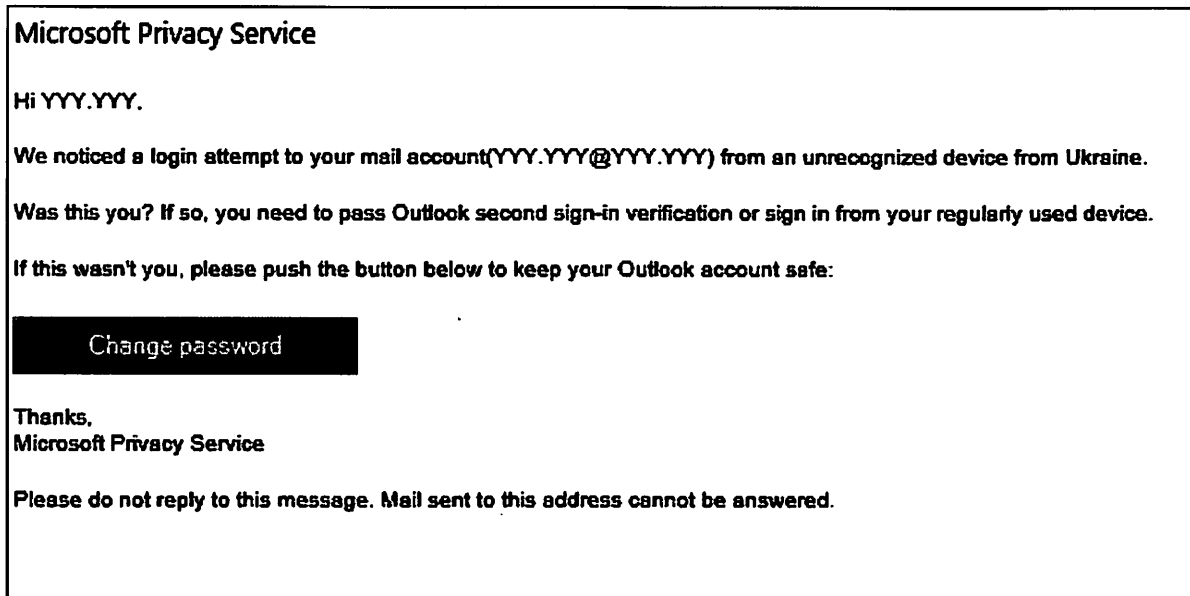 Microsoft Privacy Service
Hi YYY.YYY.
We noticed a login attempt to your mail account(YYY.YYY@YYY.YYY) from an unrecognized device from Ukraine.
Was this you? If so, you need to pass Outlook second sign-in verification or sign in from your regularly used device.
If this wasn't you, please push the button below to keep your Outlook account safe:
Change password
Thanks,
Microsoft Privacy Service
Please do not reply to this message. Mail sent to this address cannot be answered.